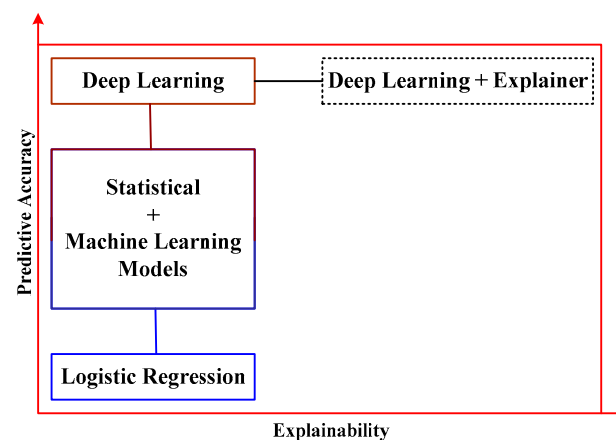 Deep Learning
Deep Learning + Explainer
Statistical
+
Machine Learning
Models
Logistic Regression
Predictive Accuracy
Explainability